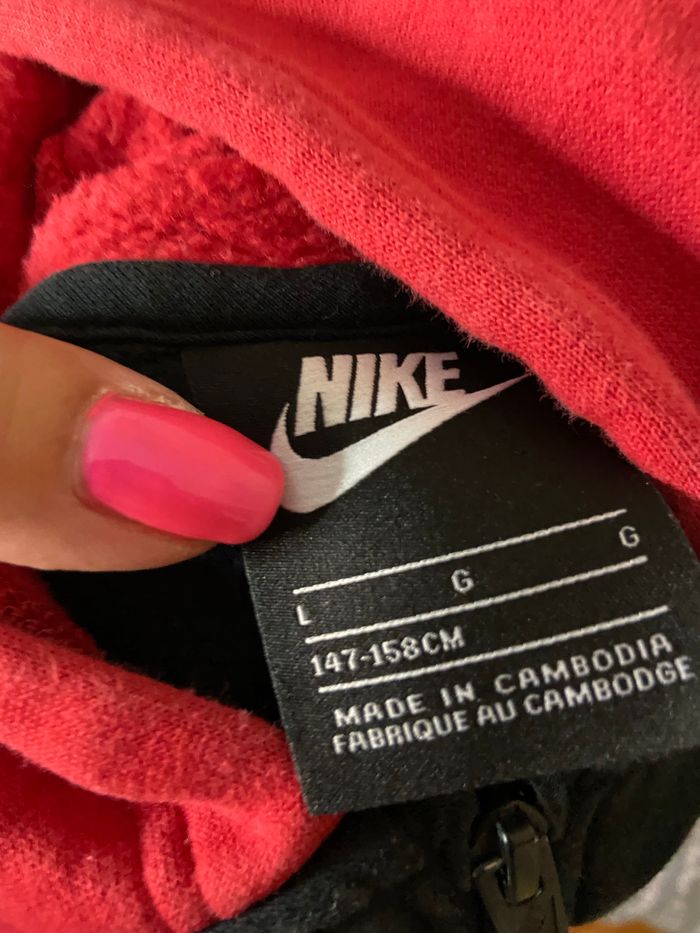 NIKE
L G G
147-158CM
MADE IN CAMBODIA
FABRIQUE AU CAMBODGE